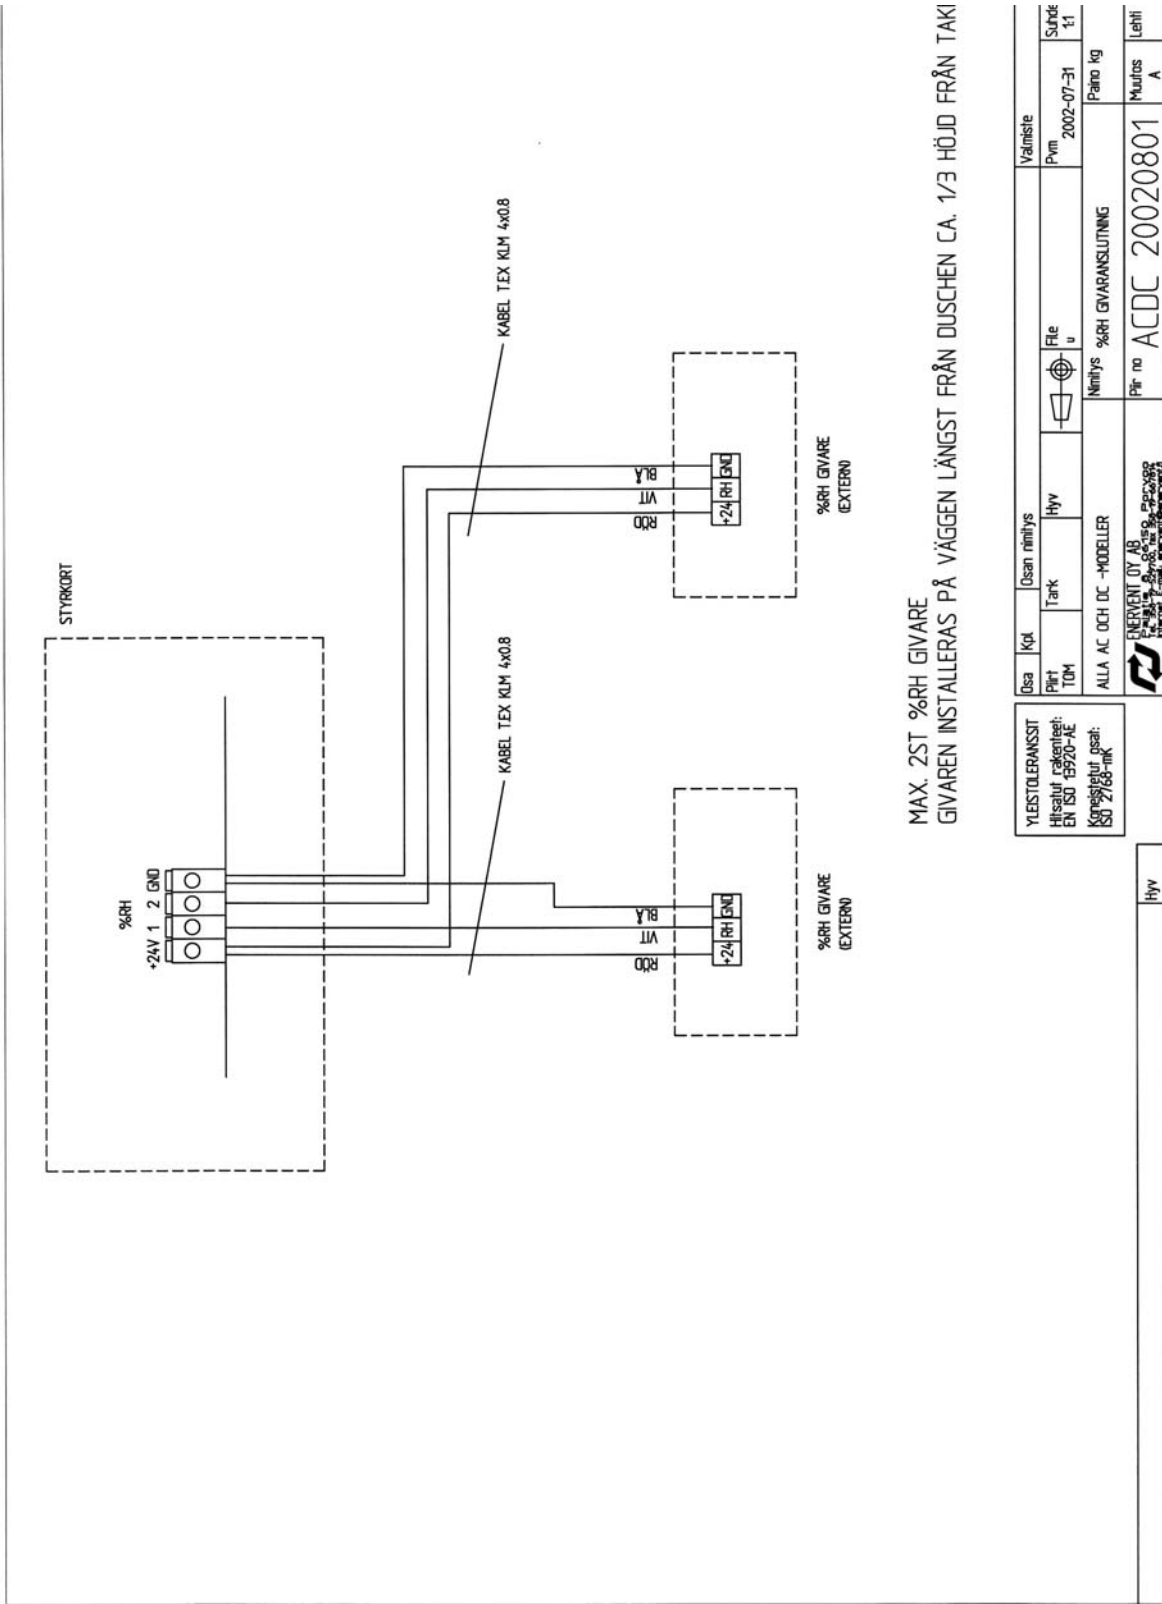 STYRKORT
%RH
+24V 1 2 GND
KABEL T.EX KLM 4x0.8
KABEL T.EX KLM 4x0.8
RÖD
VIT
BLÅ
+24 RH GND
%RH GIVARE
(EXTERN)
RÖD
VIT
BLÅ
+24 RH GND
%RH GIVARE
(EXTERN)
MAX. 2ST %RH GIVARE
GIVAREN INSTALLERAS PÅ VÄGGEN LÄNGST FRÅN DUSCHEN CA. 1/3 HÖJD FRÅN TAK
YLEISTOLERANSSIT
Hitsatut rakenteet:
EN ISO 13920-AE
Koneistetut osat:
ISO 2768-mK
Osa Kpl Osan nimitys Valmiste
Piirt Tark Hyv File Pvm Suhde
TOM u 2002-07-31 1:1
ALLA AC OCH DC -MODELLER
Nimitys %RH GIVARANSLUTNING
Paino kg
ENERVENT OY AB
Piir no ACDC 20020801
Muutos Lehti
A
Hyv